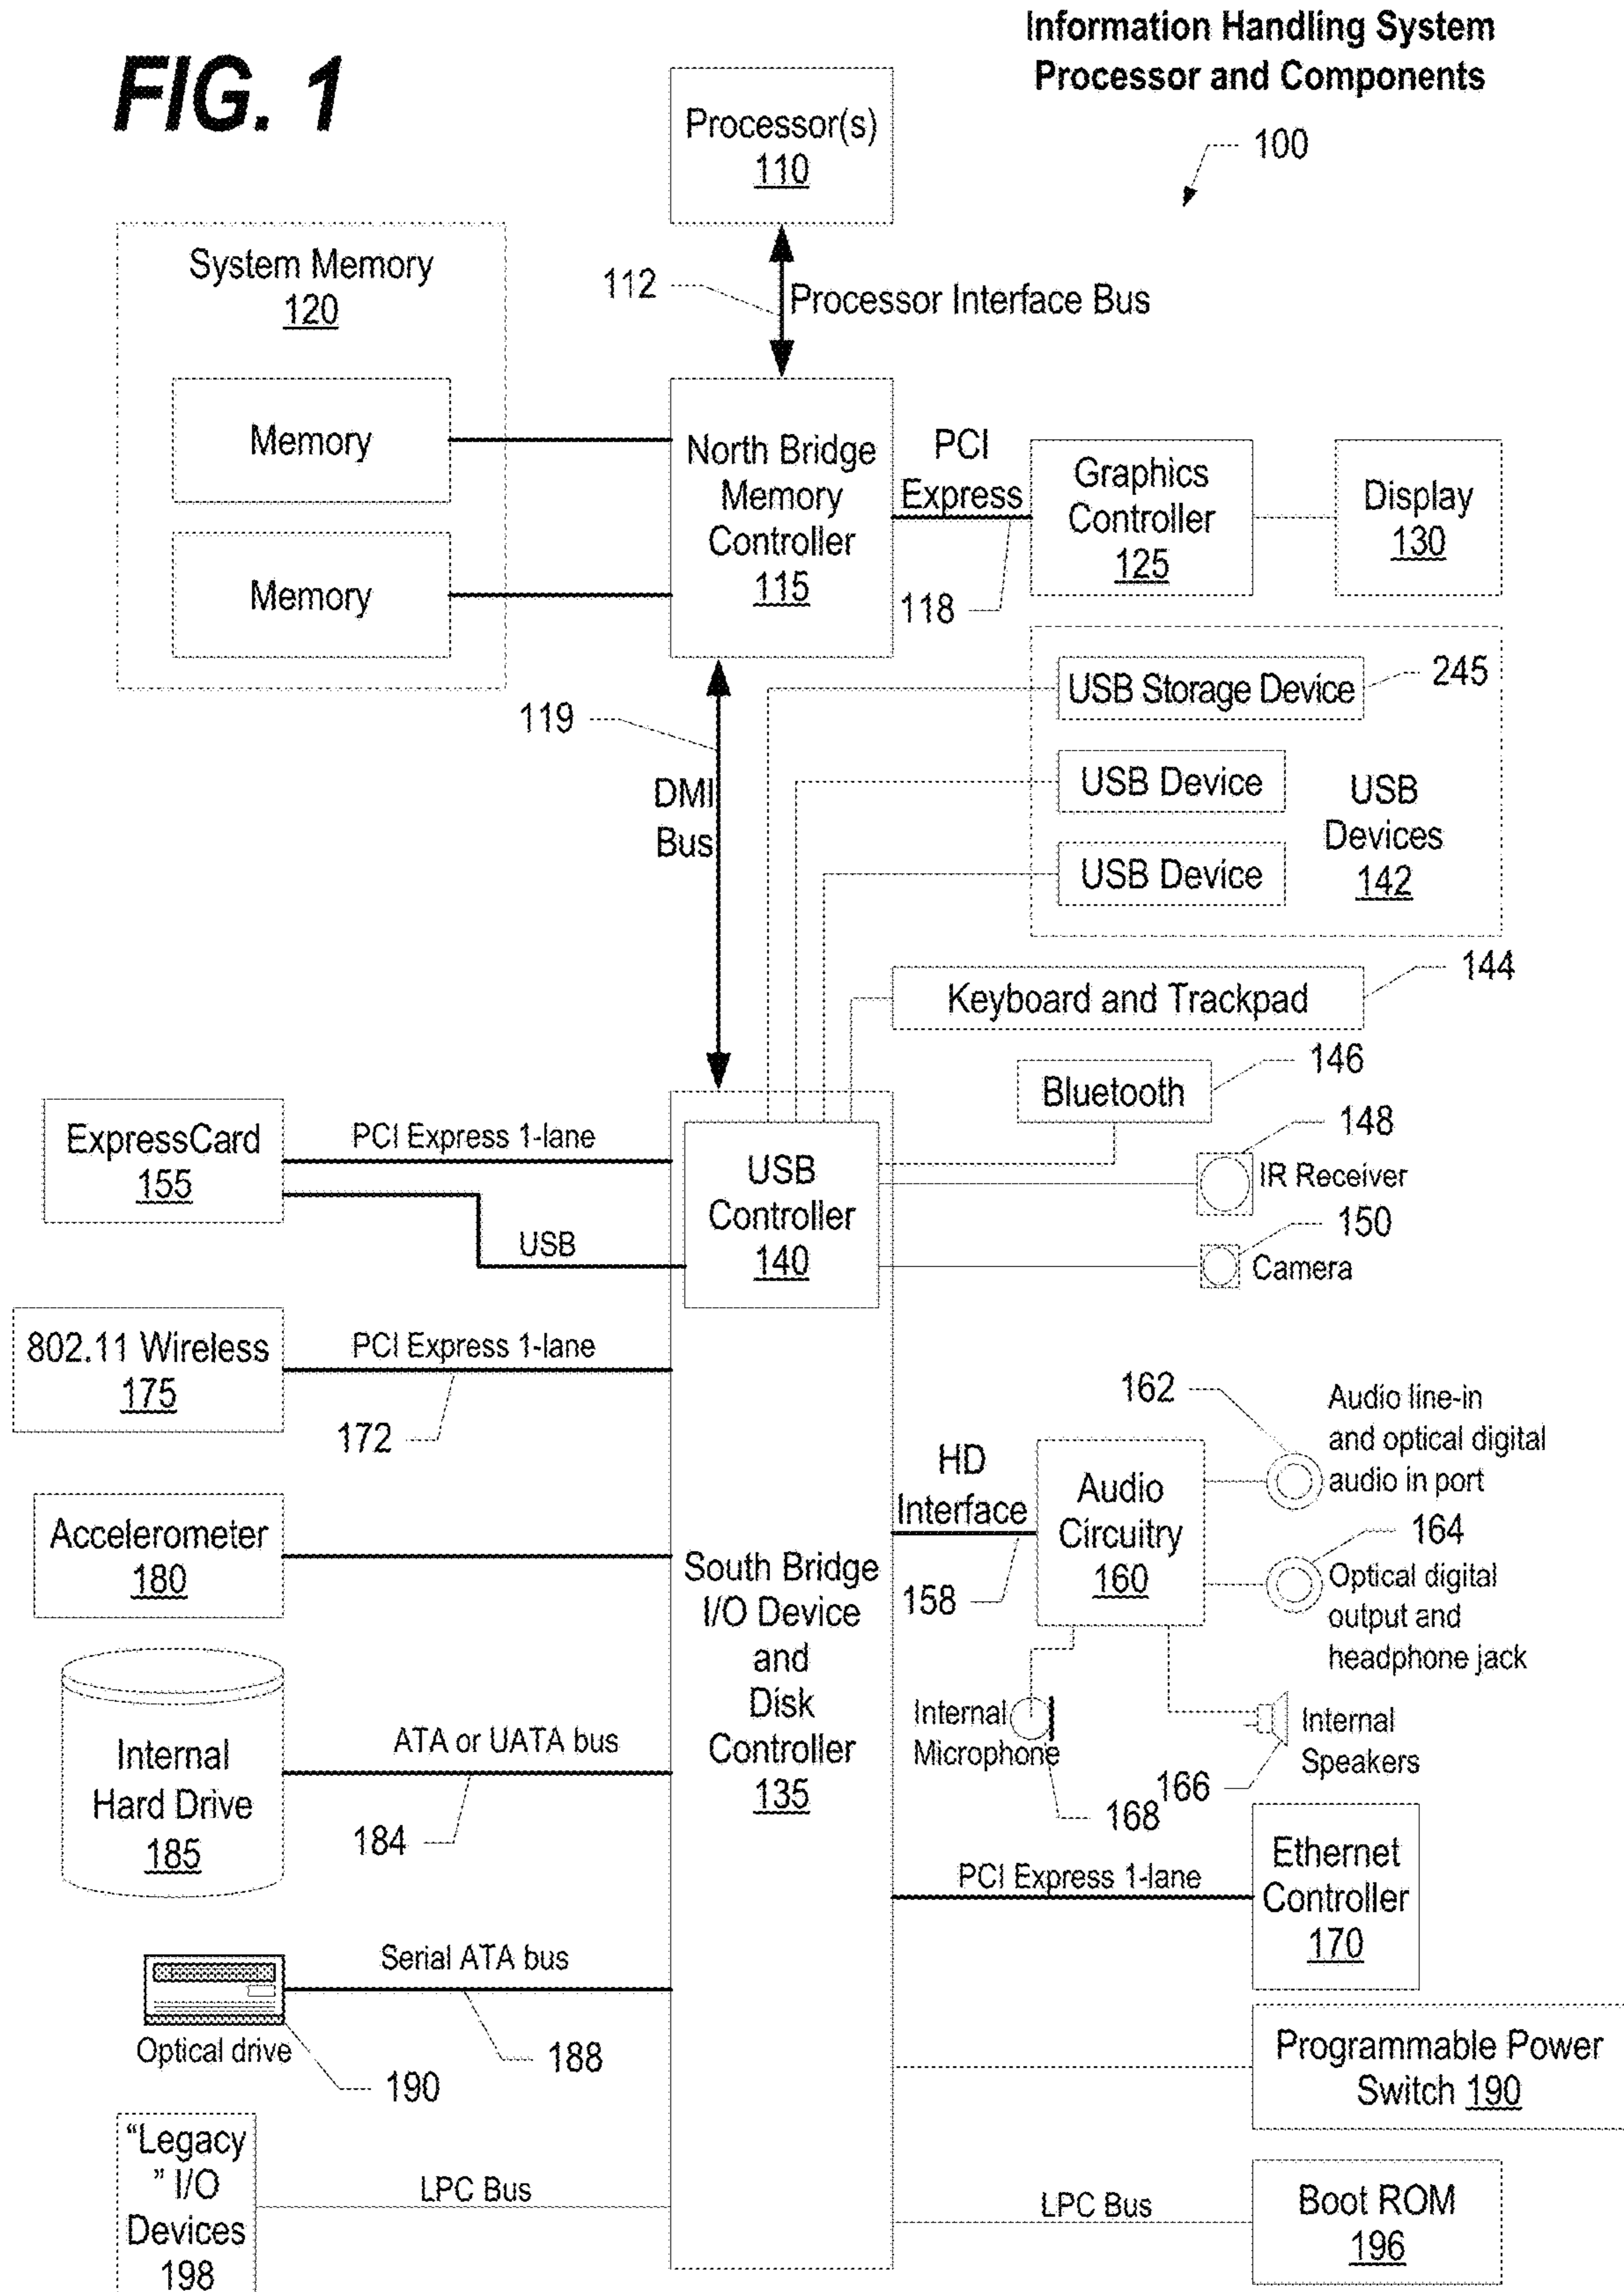 Information Handling System
Processor and Components
FIG. 1
100
Processor(s)
110
System Memory
120
112
Processor Interface Bus
Memory
Memory
North Bridge
Memory
Controller
115
PCI
Express
118
Graphics
Controller
125
Display
130
119
DMI
Bus
USB Storage Device
245
USB Device
USB Device
USB
Devices
142
Keyboard and Trackpad
144
Bluetooth
146
148
IR Receiver
150
Camera
ExpressCard
155
PCI Express 1-lane
USB
USB
Controller
140
802.11 Wireless
175
PCI Express 1-lane
172
162
Audio line-in
and optical digital
audio in port
HD
Interface
158
Audio
Circuitry
160
164
Optical digital
output and
headphone jack
Accelerometer
180
South Bridge
I/O Device
and
Disk
Controller
135
Internal
Microphone
168
166
Internal
Speakers
Internal
Hard Drive
185
ATA or UATA bus
184
PCI Express 1-lane
Ethernet
Controller
170
Serial ATA bus
188
Optical drive
190
Programmable Power
Switch 190
“Legacy
” I/O
Devices
198
LPC Bus
LPC Bus
Boot ROM
196